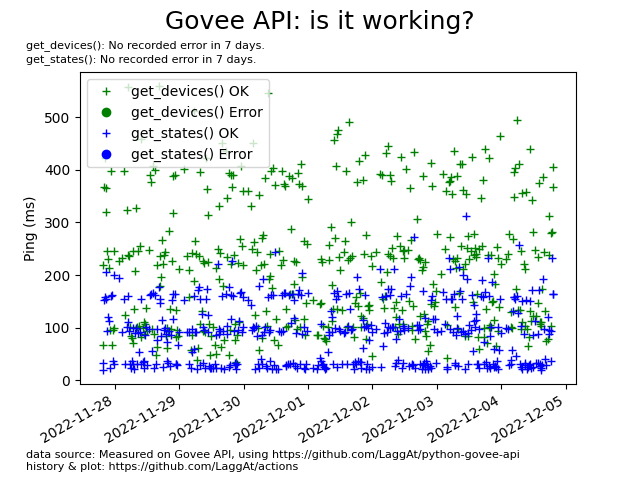 Govee API: is it working?
get_devices(): No recorded error in 7 days.
get_states(): No recorded error in 7 days.
get_devices() OK
get_devices() Error
get_states() OK
get_states() Error
Ping (ms)
500
400
300
200
100
0
2022-11-28
2022-11-29
2022-11-30
2022-12-01
2022-12-02
2022-12-03
2022-12-04
2022-12-05
data source: Measured on Govee API, using https://github.com/LaggAt/python-govee-api
history & plot: https://github.com/LaggAt/actions